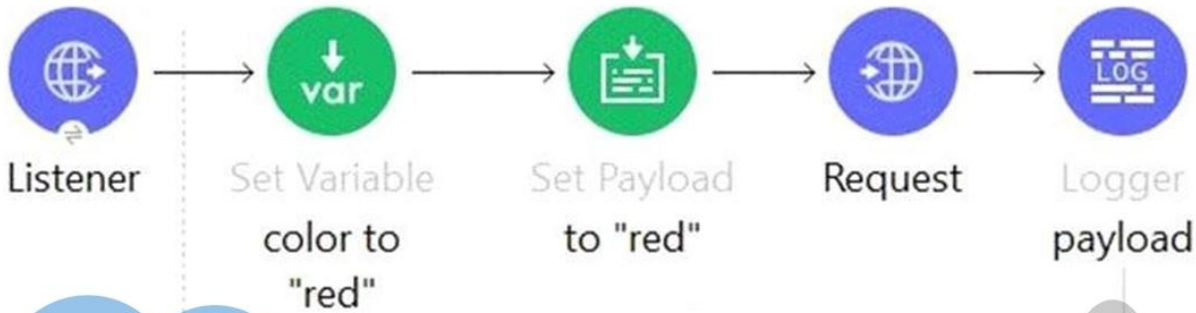 var
LOG
Listener
Set Variable
color to
"red"
Set Payload
to "red"
Request
Logger
payload